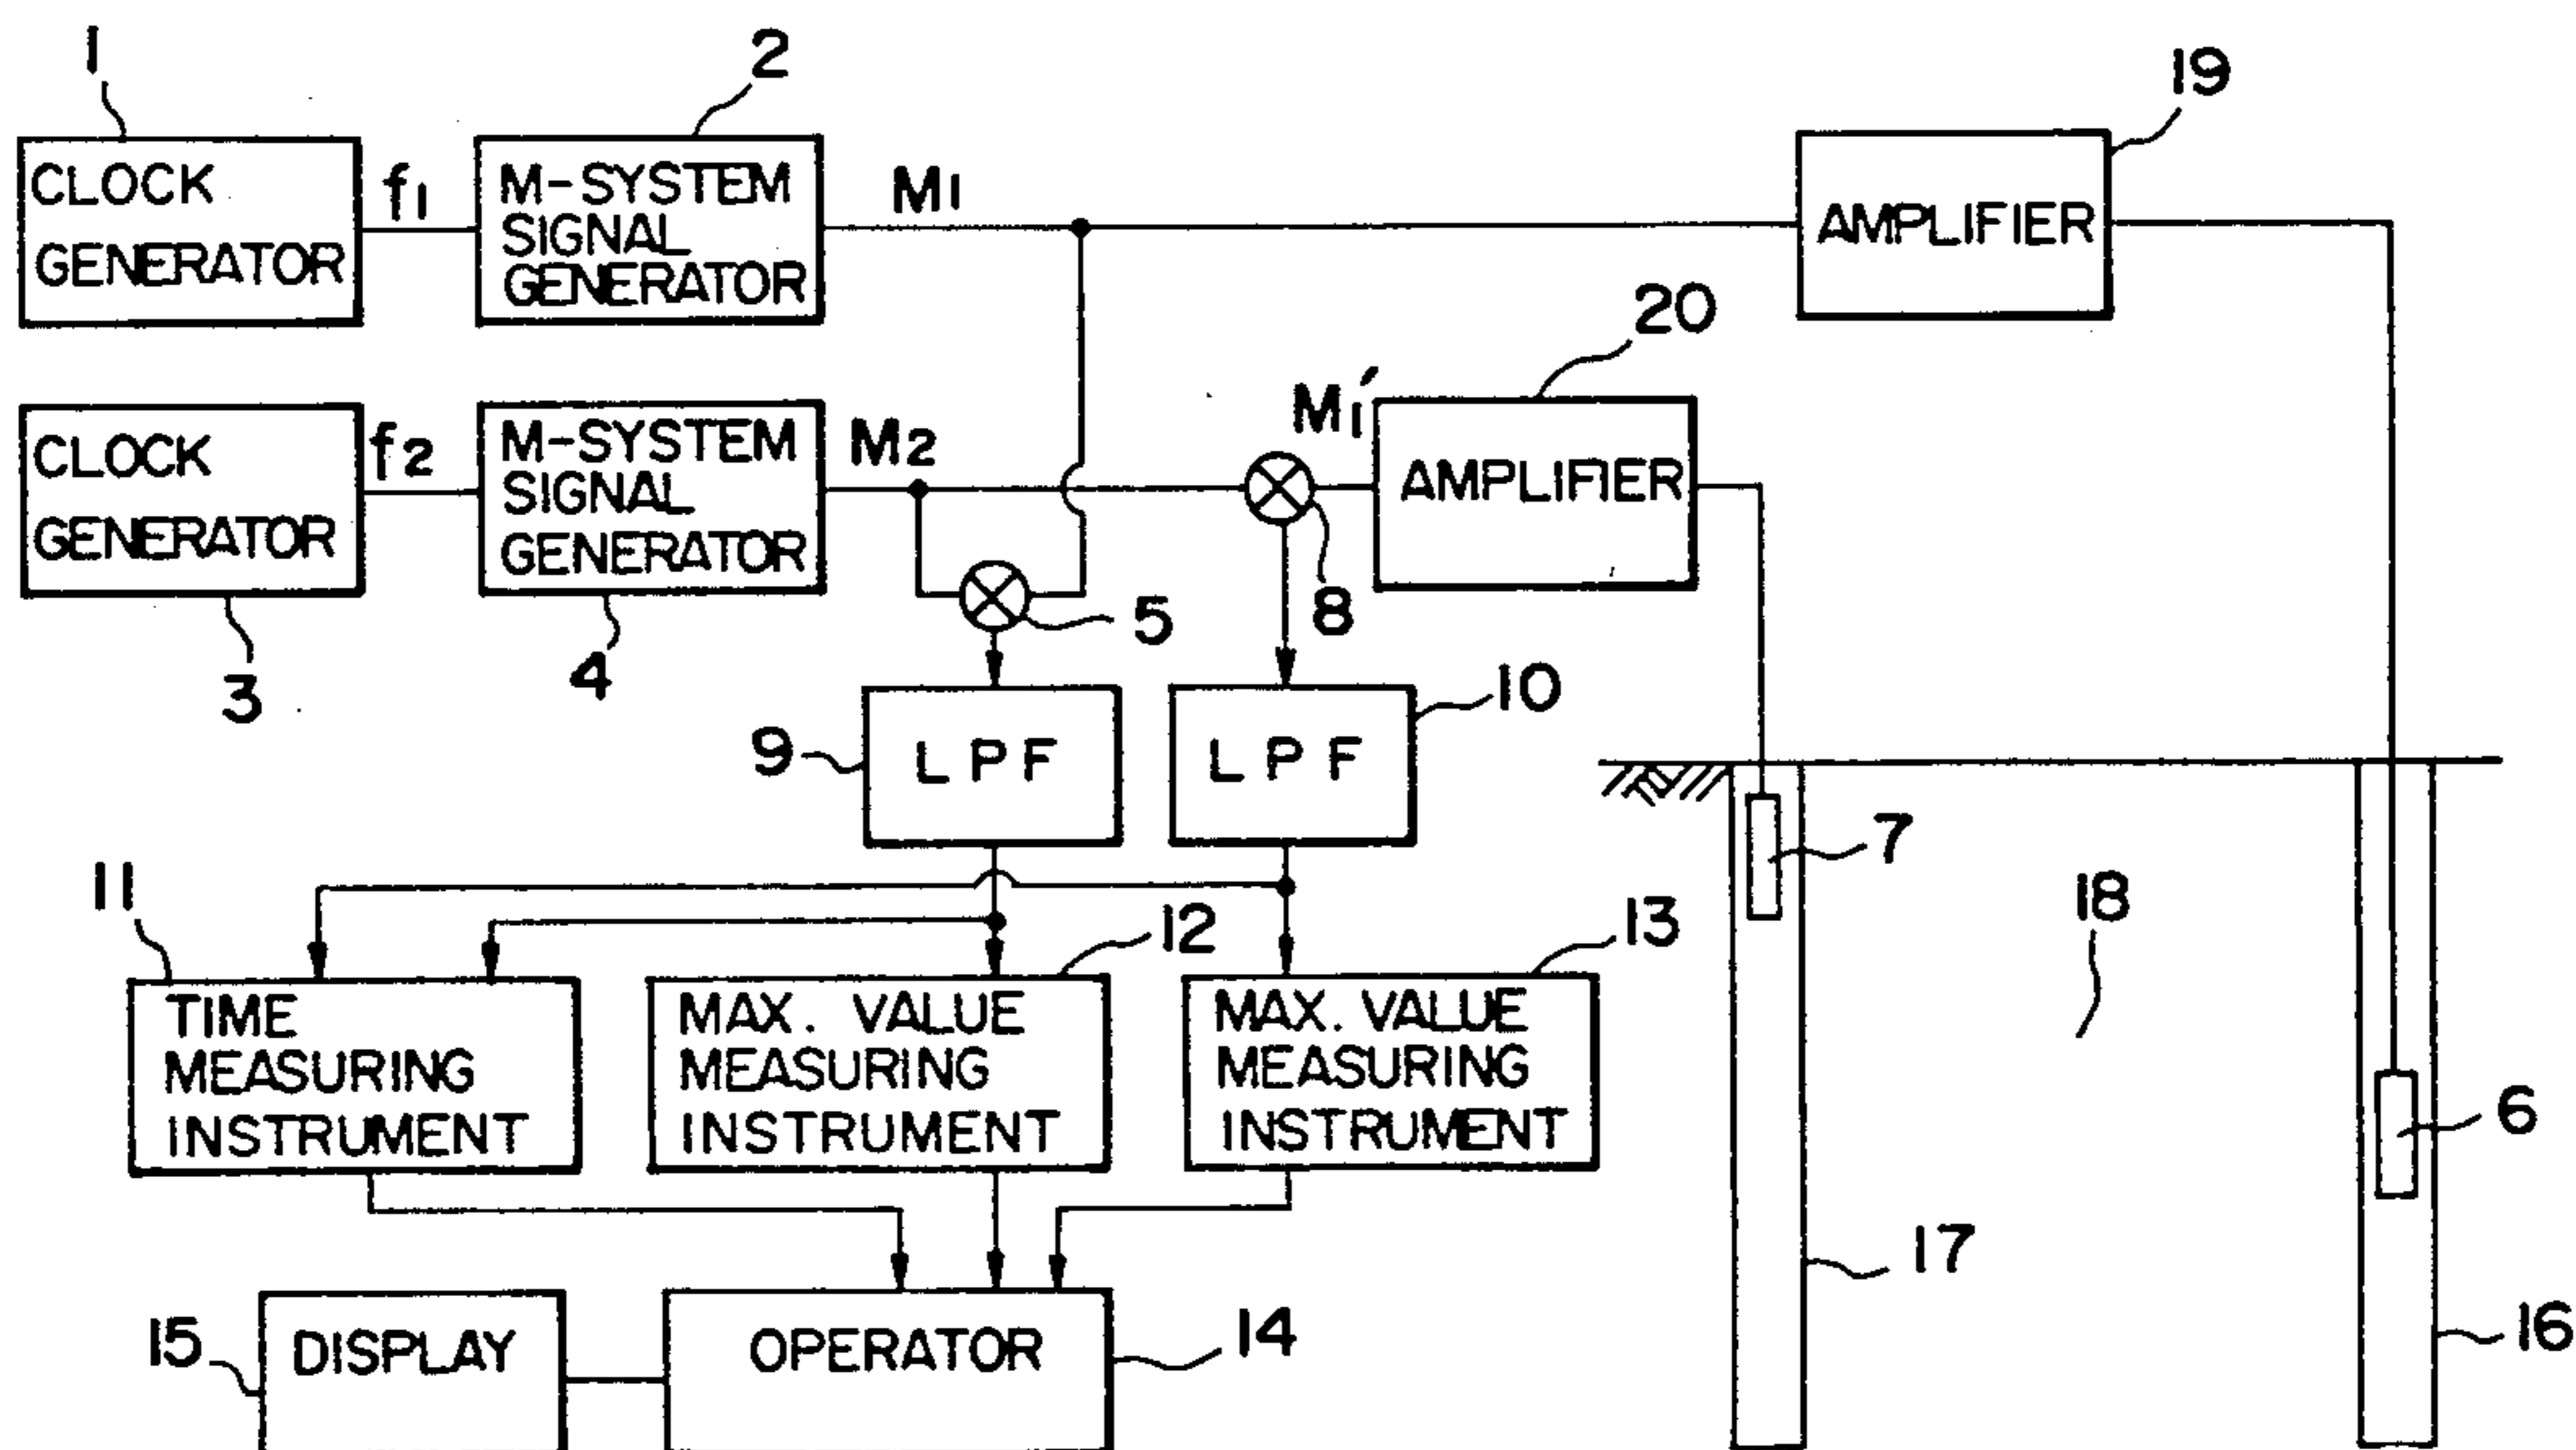 1
2
19
CLOCK
GENERATOR
f1
M-SYSTEM
SIGNAL
GENERATOR
M1
AMPLIFIER
20
CLOCK
GENERATOR
f2
M-SYSTEM
SIGNAL
GENERATOR
M2
M1'
AMPLIFIER
3
4
5
8
9
LPF
LPF
10
7
18
11
12
13
TIME
MEASURING
INSTRUMENT
MAX. VALUE
MEASURING
INSTRUMENT
MAX. VALUE
MEASURING
INSTRUMENT
6
17
16
15
DISPLAY
OPERATOR
14